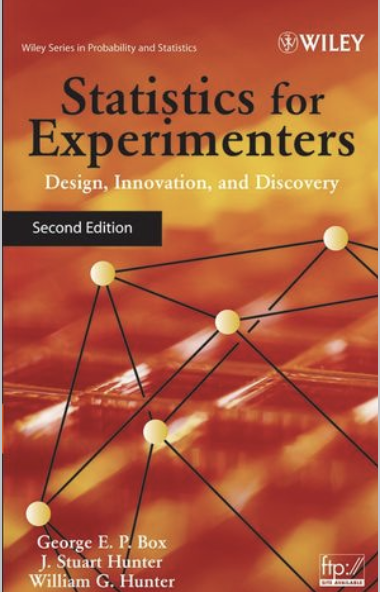 Wiley Series in Probability and Statistics
WILEY
Statistics for
Experimenters
Design, Innovation, and Discovery
Second Edition
George E. P. Box
J. Stuart Hunter
William G. Hunter
ftp://
SITE AVAILABLE